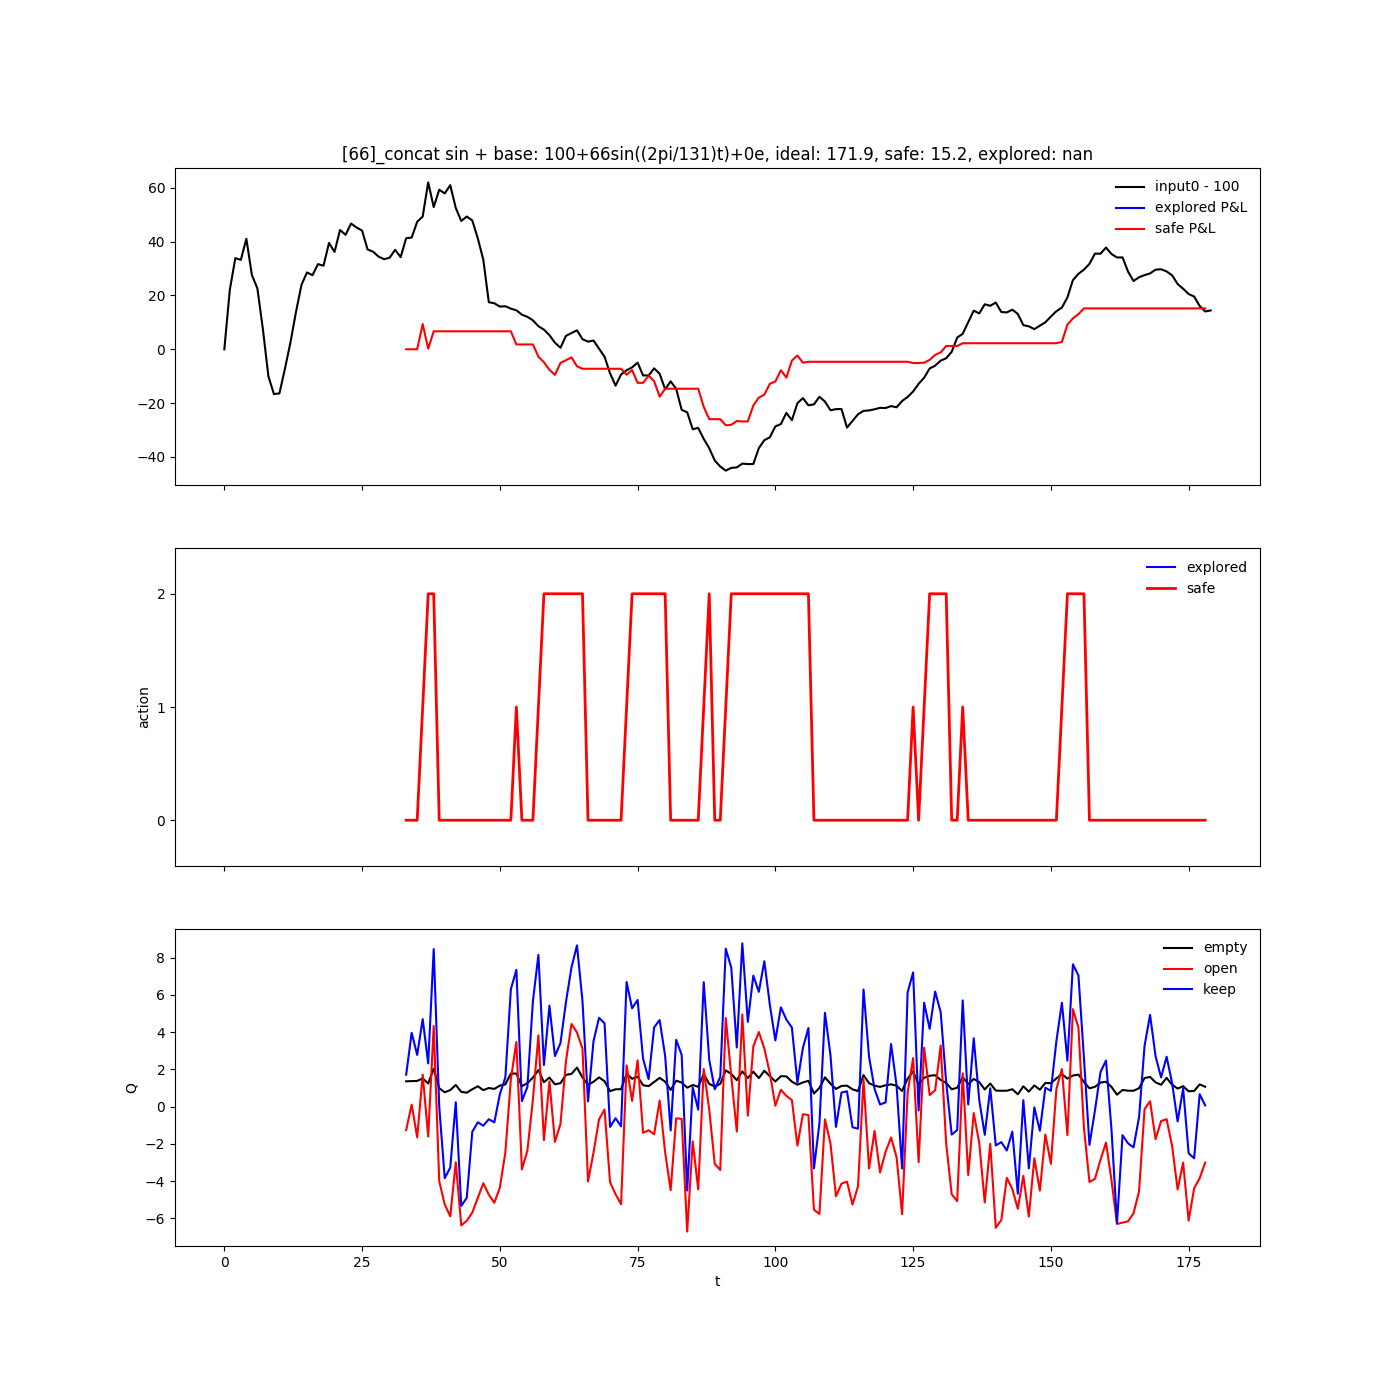 [66]_concat sin + base: 100+66sin((2pi/131)t)+0e, ideal: 171.9, safe: 15.2, explored: nan
input0 - 100
explored P&L
safe P&L
60
40
20
0
−20
−40
explored
safe
2
1
0
action
empty
open
keep
8
6
4
2
0
−2
−4
−6
Q
0 25 50 75 100 125 150 175
t